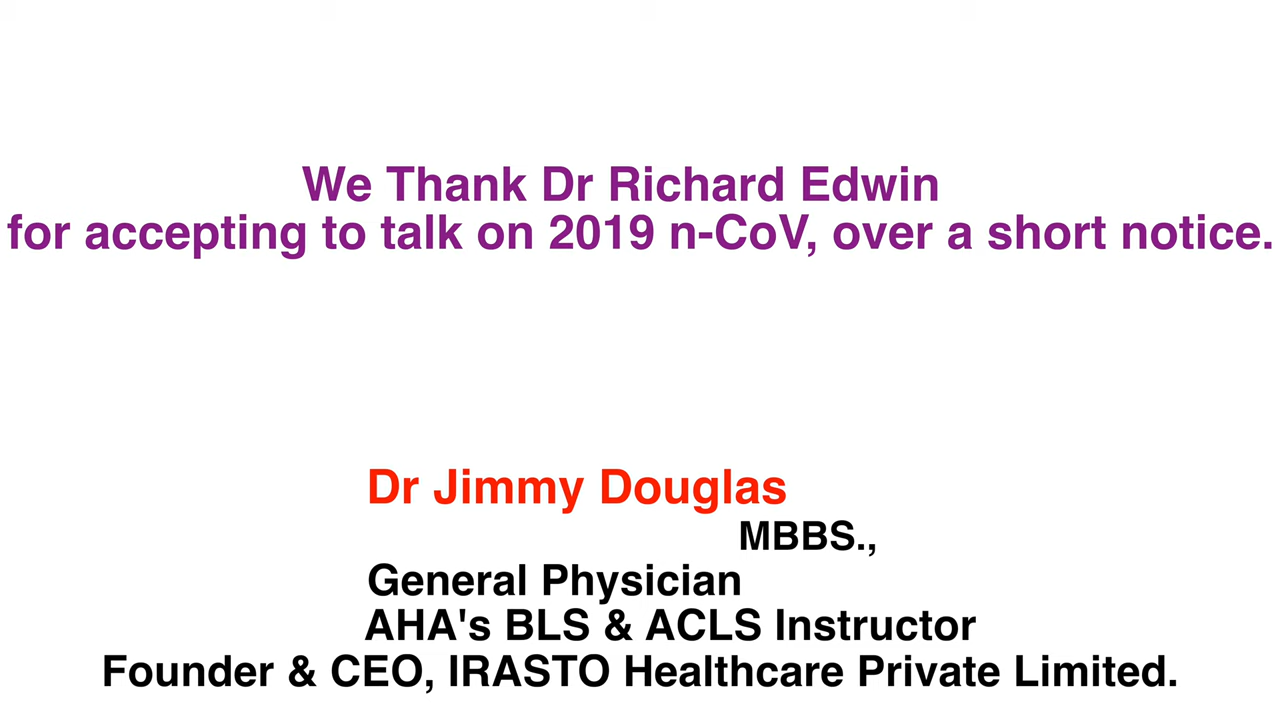 We Thank Dr Richard Edwin
for accepting to talk on 2019 n-CoV, over a short notice.
Dr Jimmy Douglas
MBBS.,
General Physician
AHA's BLS & ACLS Instructor
Founder & CEO, IRASTO Healthcare Private Limited.